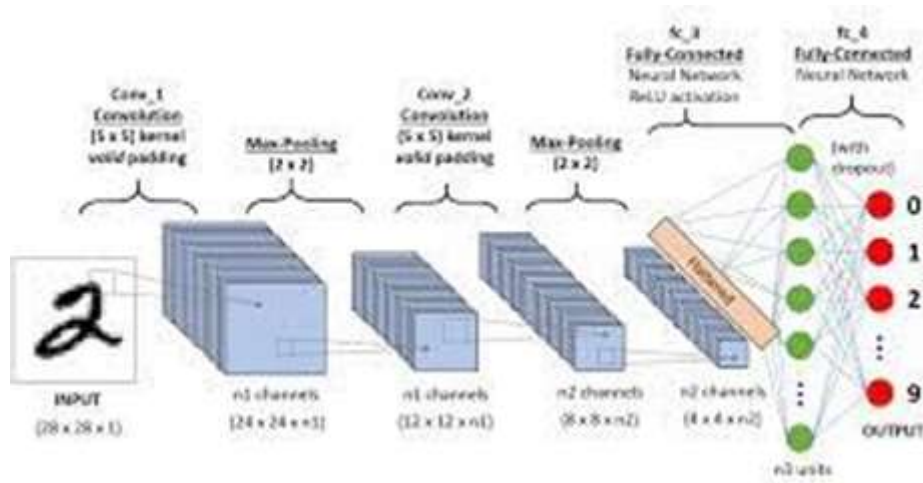 fc_3
Fully-Connected
Neural Network
ReLU activation
fc_4
Fully-Connected
Neural Network
Conv_1
Convolution
(5 x 5) kernel
valid padding
Max-Pooling
(2 x 2)
Conv_2
Convolution
(5 x 5) kernel
valid padding
Max-Pooling
(2 x 2)
(with
dropout)
Flattened
0
1
2
9
INPUT
(28 x 28 x 1)
n1 channels
(24 x 24 x n1)
n1 channels
(12 x 12 x n1)
n2 channels
(8 x 8 x n2)
n2 channels
(4 x 4 x n2)
OUTPUT
n3 units
2